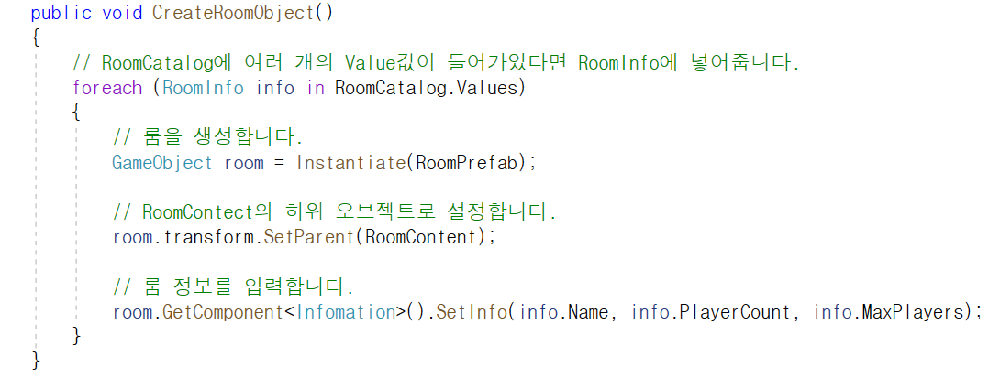 public void CreateRoomObject()
{
// RoomCatalog에 여러 개의 Value값이 들어가있다면 RoomInfo에 넣어줍니다.
foreach (RoomInfo info in RoomCatalog.Values)
{
// 룸을 생성합니다.
GameObject room = Instantiate(RoomPrefab);
// RoomContect의 하위 오브젝트로 설정합니다.
room.transform.SetParent(RoomContent);
// 룸 정보를 입력합니다.
room.GetComponent<Infomation>().SetInfo(info.Name, info.PlayerCount, info.MaxPlayers);
}
}